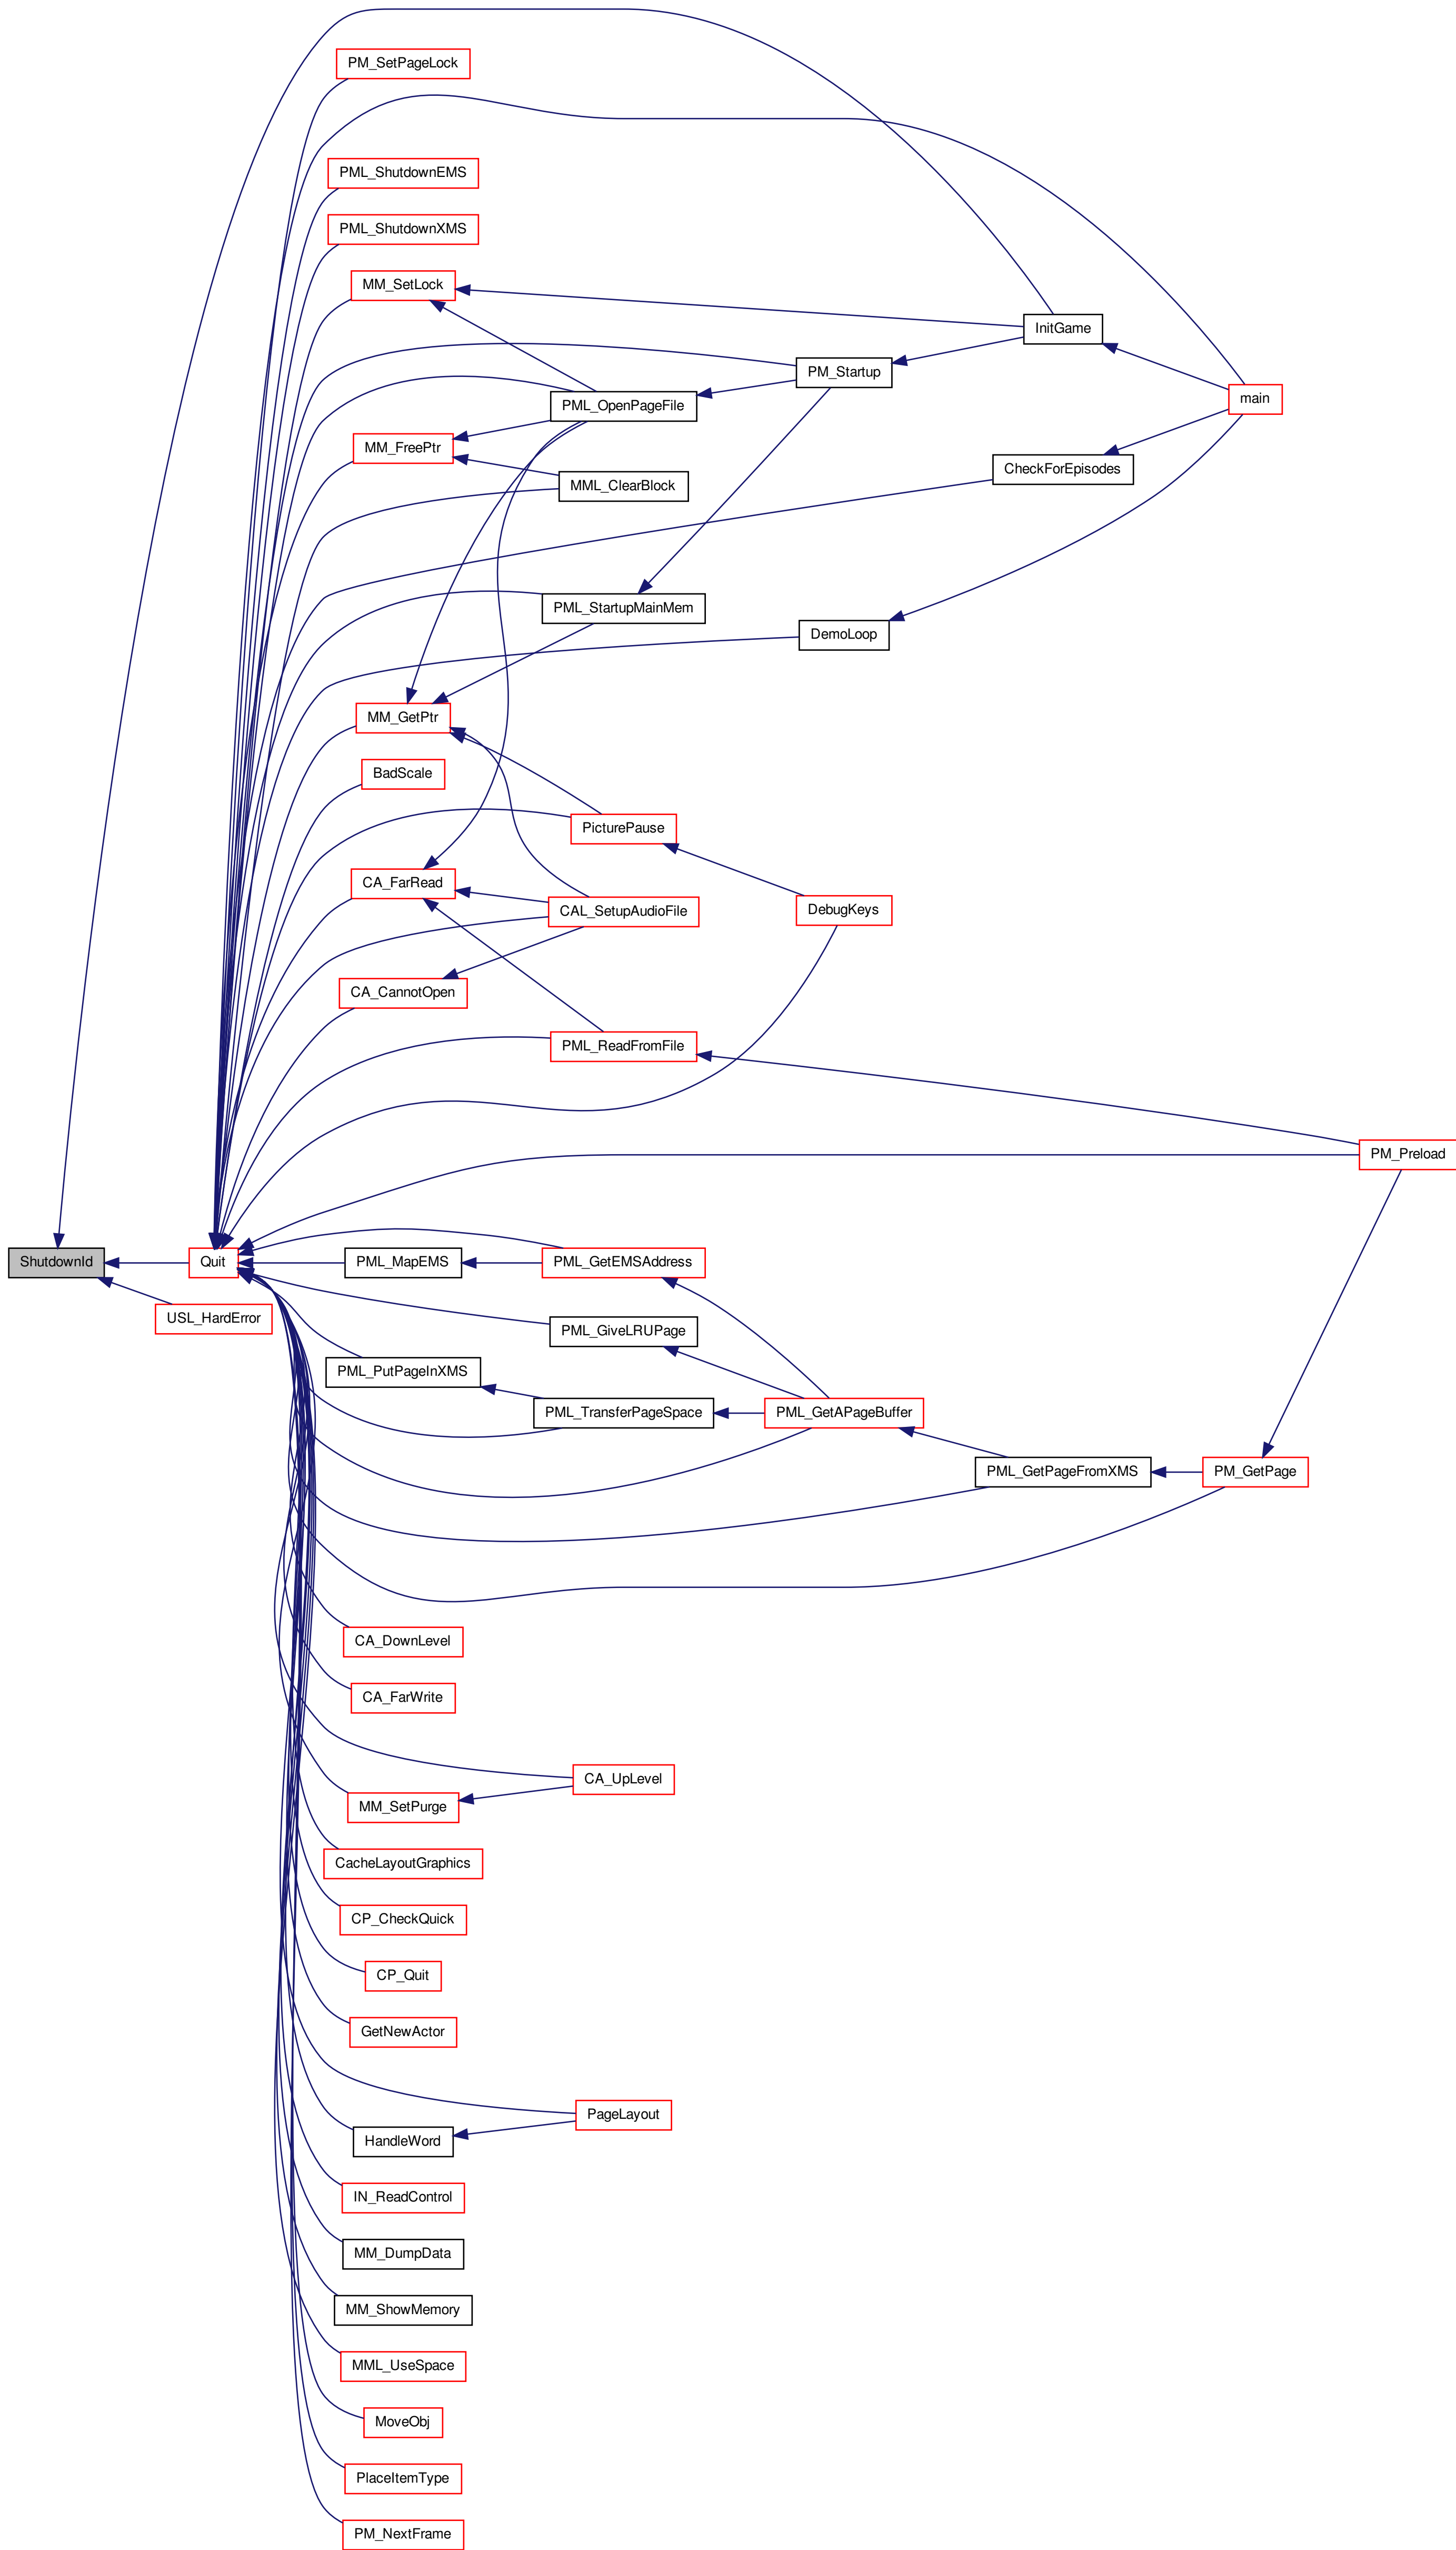 PM_SetPageLock
PML_ShutdownEMS
PML_ShutdownXMS
MM_SetLock
InitGame
PM_Startup
main
PML_OpenPageFile
MM_FreePtr
CheckForEpisodes
MML_ClearBlock
PML_StartupMainMem
DemoLoop
MM_GetPtr
BadScale
PicturePause
CA_FarRead
CAL_SetupAudioFile
DebugKeys
CA_CannotOpen
PML_ReadFromFile
PM_Preload
ShutdownId
Quit
PML_MapEMS
PML_GetEMSAddress
USL_HardError
PML_GiveLRUPage
PML_PutPageInXMS
PML_TransferPageSpace
PML_GetAPageBuffer
PML_GetPageFromXMS
PM_GetPage
CA_DownLevel
CA_FarWrite
CA_UpLevel
MM_SetPurge
CacheLayoutGraphics
CP_CheckQuick
CP_Quit
GetNewActor
PageLayout
HandleWord
IN_ReadControl
MM_DumpData
MM_ShowMemory
MML_UseSpace
MoveObj
PlaceItemType
PM_NextFrame